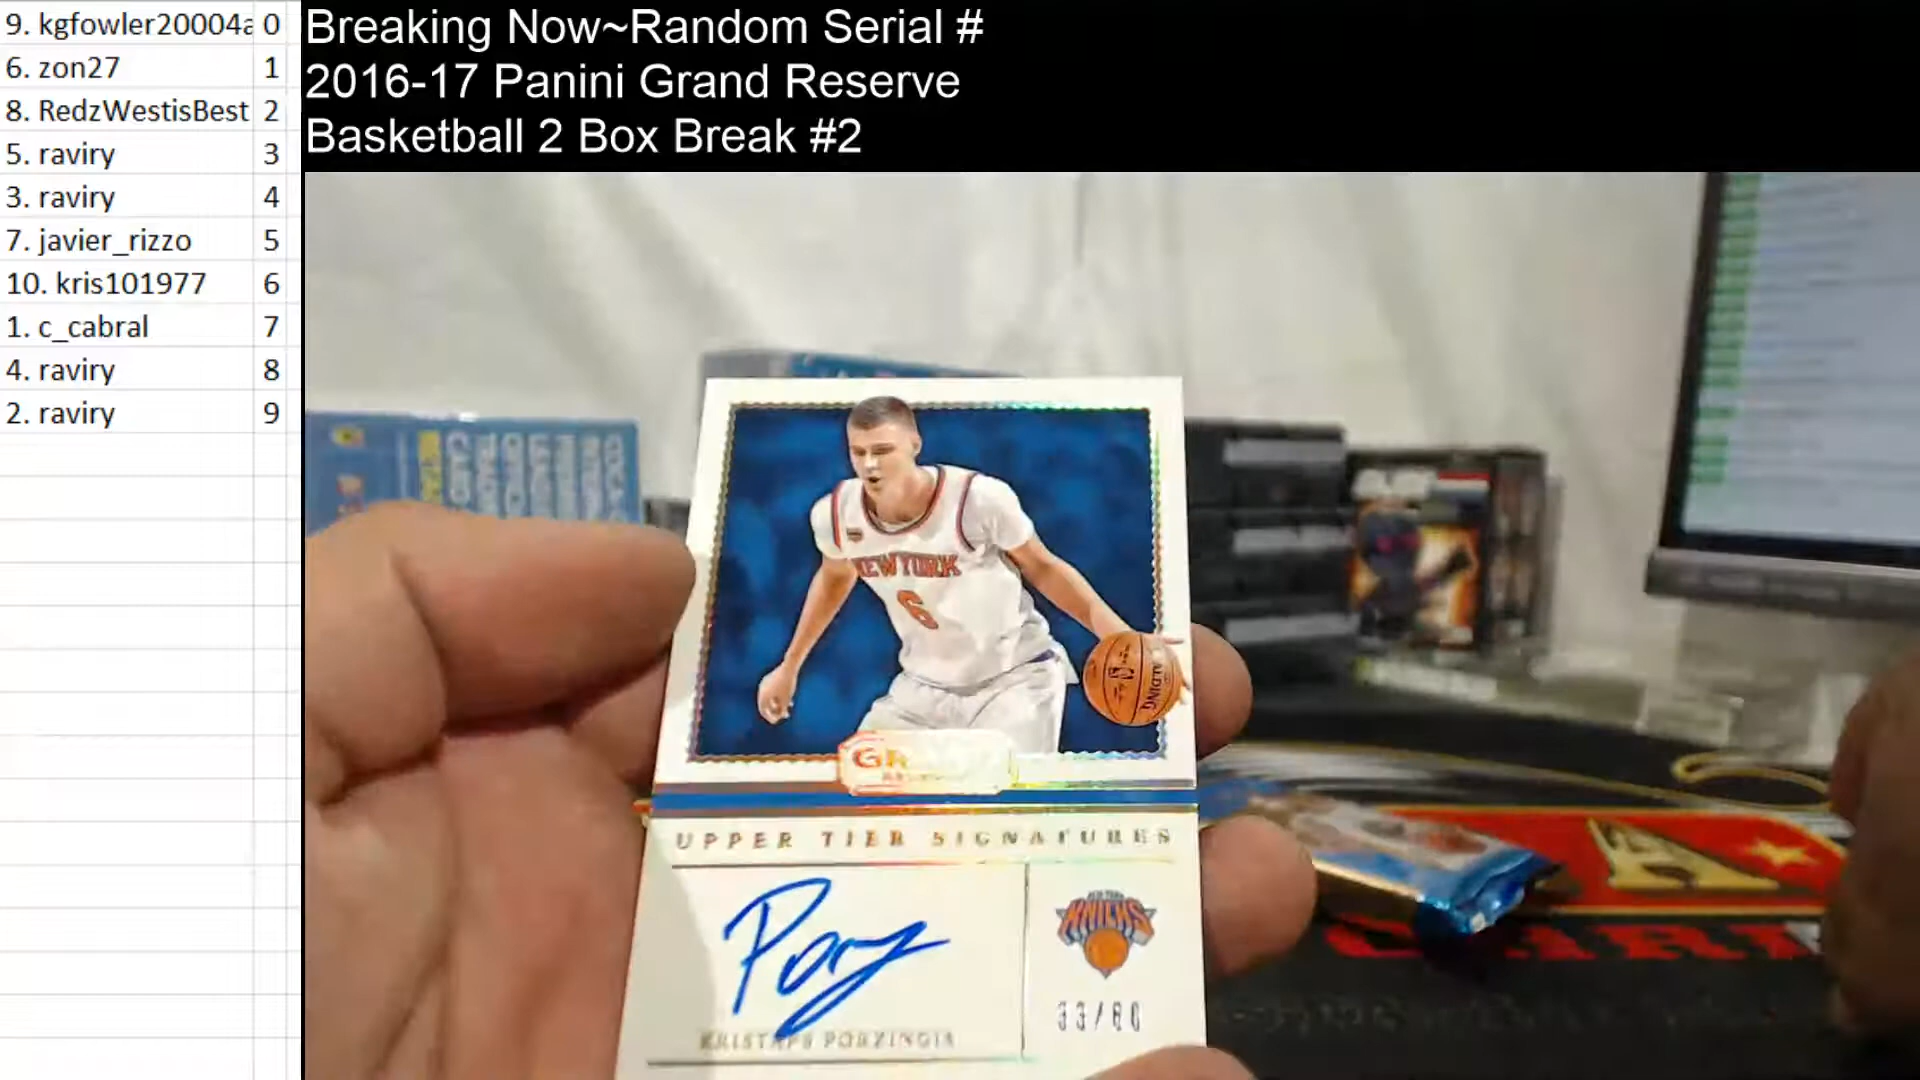 9. kgfowler20004a 0
6. zon27 1
8. RedzWestisBest 2
5. raviry 3
3. raviry 4
7. javier_rizzo 5
10. kris101977 6
1. c_cabral 7
4. raviry 8
2. raviry 9
Breaking Now~Random Serial #
2016-17 Panini Grand Reserve
Basketball 2 Box Break #2
NEW YORK
6
SPALDING
UPPER TIER SIGNATURES
Porz
KNICKS
KRISTAPS PORZINGIS